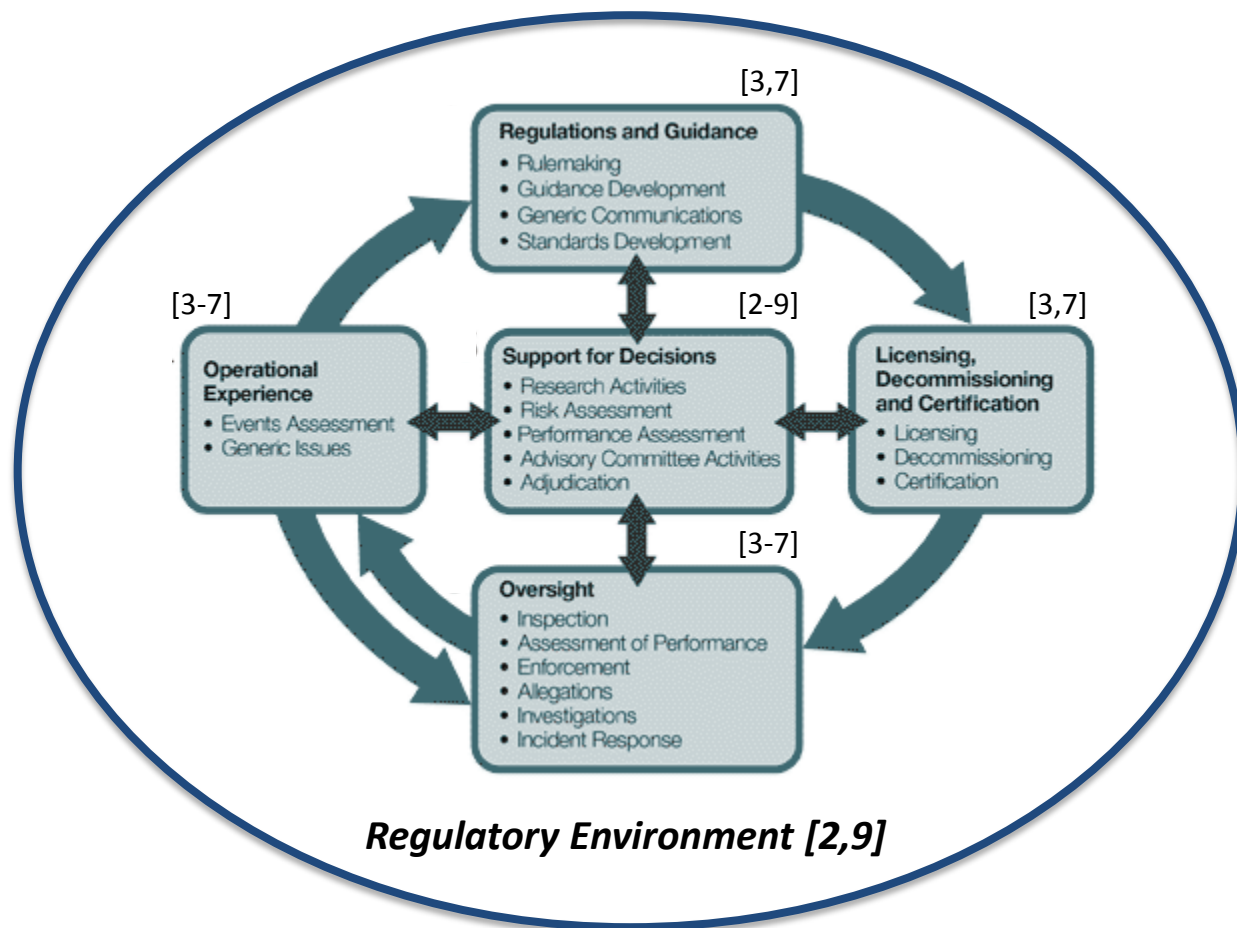 [3,7]
Regulations and Guidance
• Rulemaking
• Guidance Development
• Generic Communications
• Standards Development
[3-7]
Operational
Experience
• Events Assessment
• Generic Issues
[2-9]
Support for Decisions
• Research Activities
• Risk Assessment
• Performance Assessment
• Advisory Committee Activities
• Adjudication
[3,7]
Licensing,
Decommissioning
and Certification
• Licensing
• Decommissioning
• Certification
[3-7]
Oversight
• Inspection
• Assessment of Performance
• Enforcement
• Allegations
• Investigations
• Incident Response
Regulatory Environment [2,9]